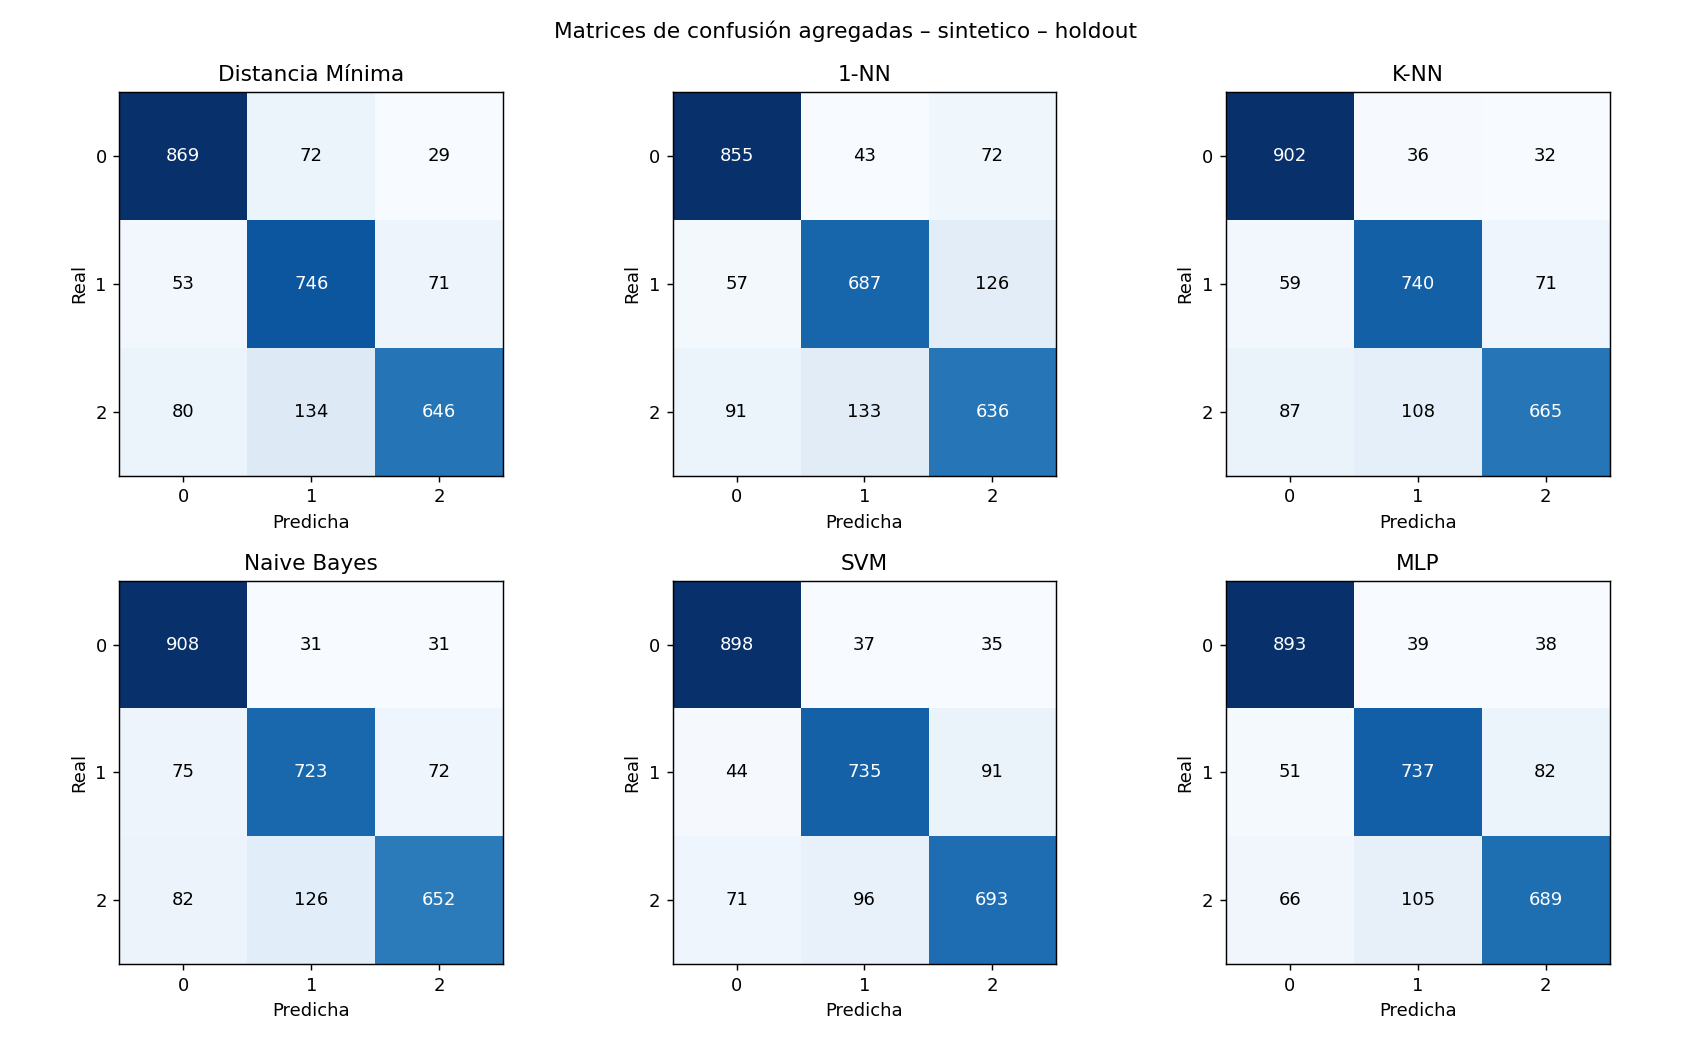 Matrices de confusión agregadas – sintetico – holdout
Distancia Mínima
0 869 72 29
1 53 746 71
2 80 134 646
0 1 2
Real
Predicha
1-NN
0 855 43 72
1 57 687 126
2 91 133 636
0 1 2
Real
Predicha
K-NN
0 902 36 32
1 59 740 71
2 87 108 665
0 1 2
Real
Predicha
Naive Bayes
0 908 31 31
1 75 723 72
2 82 126 652
0 1 2
Real
Predicha
SVM
0 898 37 35
1 44 735 91
2 71 96 693
0 1 2
Real
Predicha
MLP
0 893 39 38
1 51 737 82
2 66 105 689
0 1 2
Real
Predicha